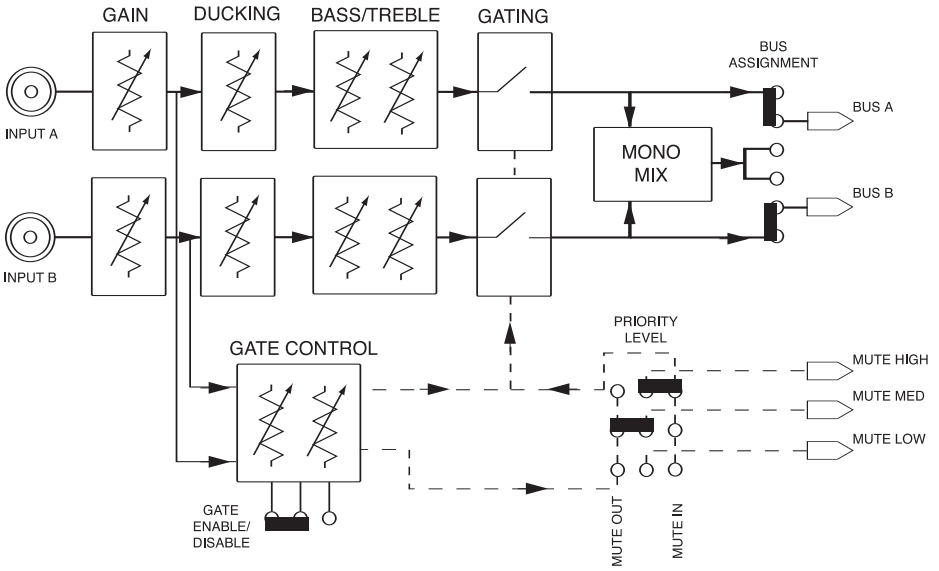 GAIN
DUCKING
BASS/TREBLE
GATING
BUS
ASSIGNMENT
INPUT A
BUS A
MONO
MIX
BUS B
INPUT B
PRIORITY
LEVEL
GATE CONTROL
MUTE HIGH
MUTE MED
MUTE LOW
GATE
ENABLE/
DISABLE
MUTE OUT
MUTE IN